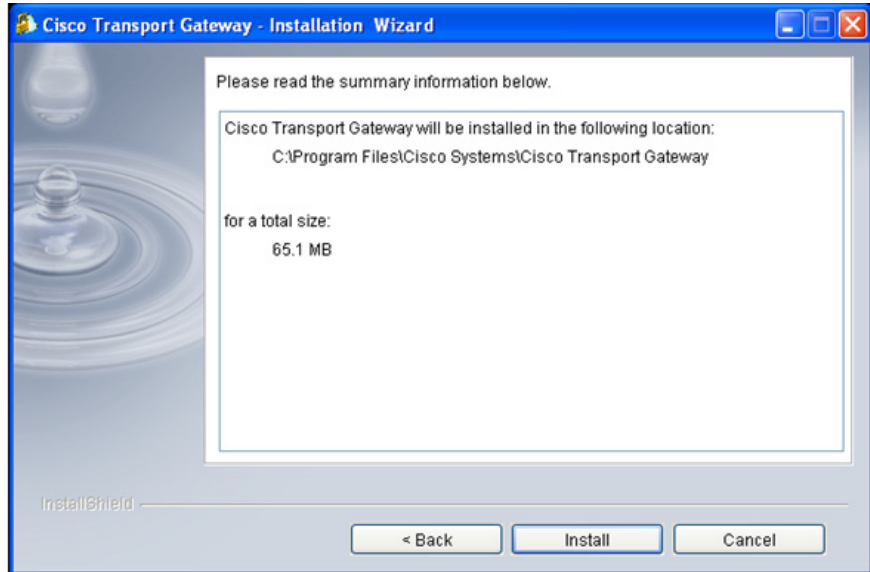 Cisco Transport Gateway - Installation Wizard
Please read the summary information below.
Cisco Transport Gateway will be installed in the following location:
C:\Program Files\Cisco Systems\Cisco Transport Gateway
for a total size:
65.1 MB
InstallShield
< Back
Install
Cancel